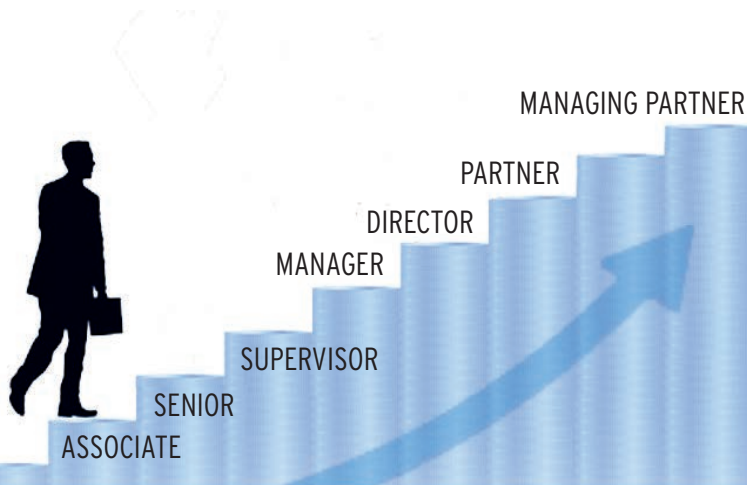 MANAGING PARTNER
PARTNER
DIRECTOR
MANAGER
SUPERVISOR
SENIOR
ASSOCIATE